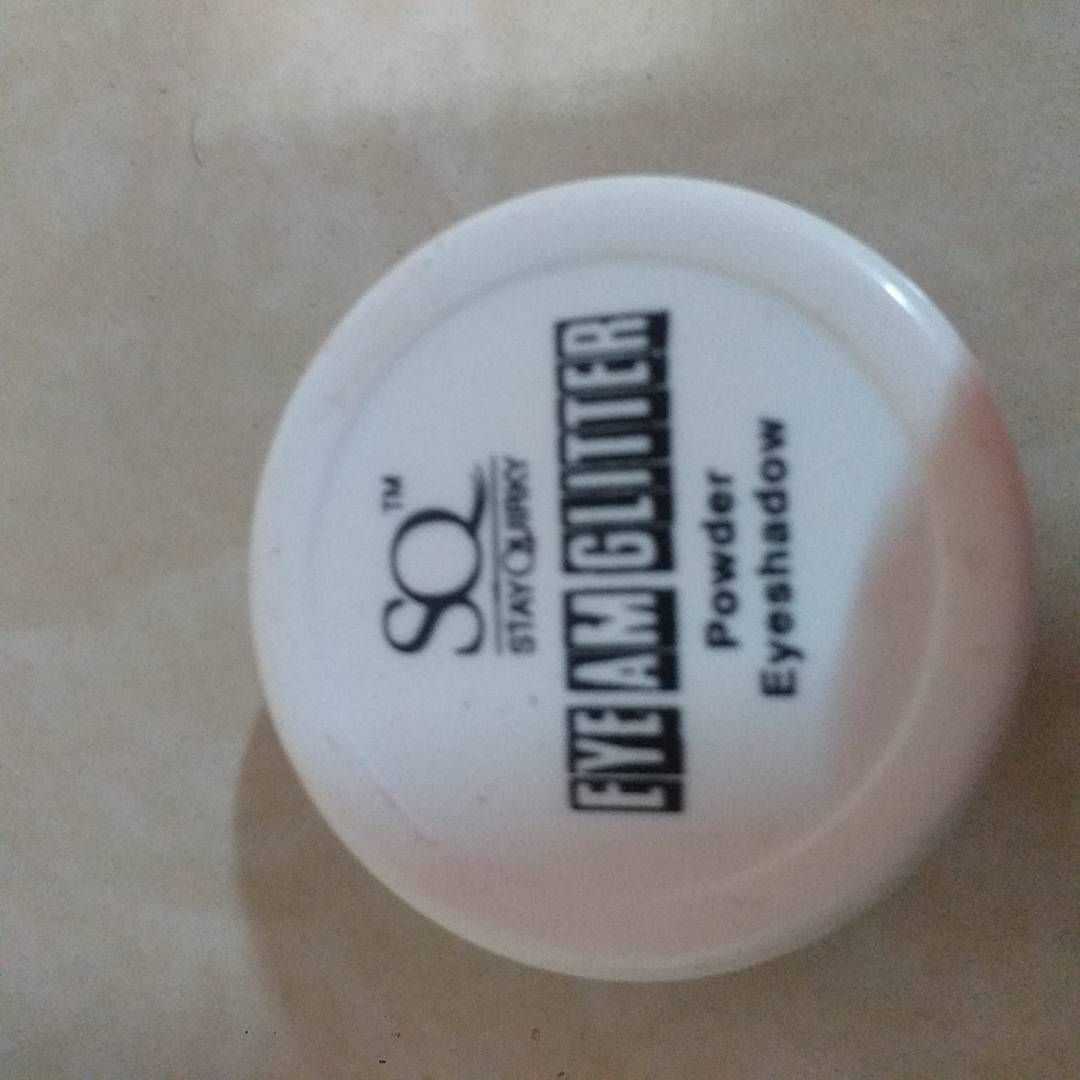 SQ™
STAY QUIRKY
EYE AM GLITTER
Powder
Eyeshadow